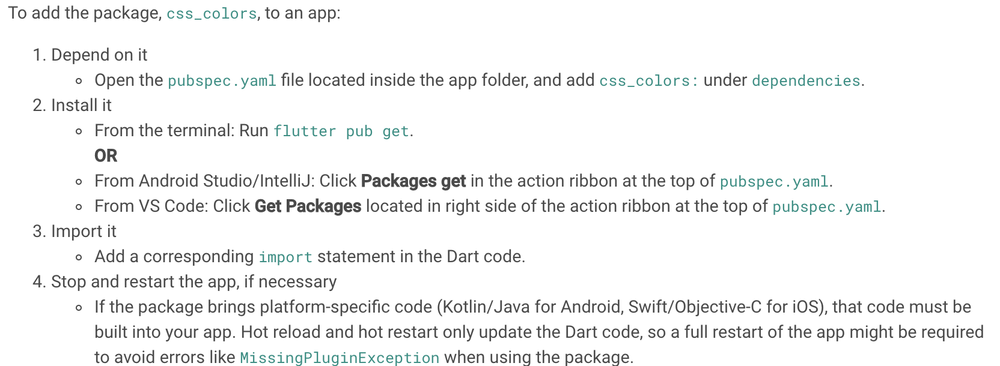 To add the package, css_colors, to an app:
1. Depend on it
∘ Open the pubspec.yaml file located inside the app folder, and add css_colors: under dependencies.
2. Install it
∘ From the terminal: Run flutter pub get.
OR
∘ From Android Studio/IntelliJ: Click Packages get in the action ribbon at the top of pubspec.yaml.
∘ From VS Code: Click Get Packages located in right side of the action ribbon at the top of pubspec.yaml.
3. Import it
∘ Add a corresponding import statement in the Dart code.
4. Stop and restart the app, if necessary
∘ If the package brings platform-specific code (Kotlin/Java for Android, Swift/Objective-C for iOS), that code must be
built into your app. Hot reload and hot restart only update the Dart code, so a full restart of the app might be required
to avoid errors like MissingPluginException when using the package.